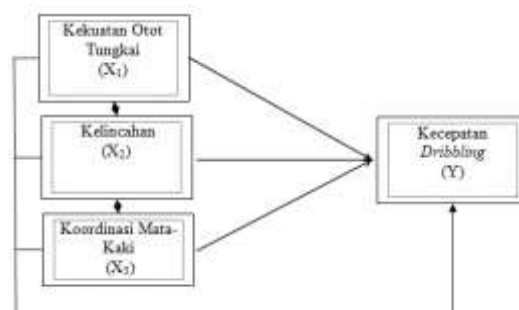 Kekuatan Otot
Tungkai
(X₁)
Kelincahan
(X₂)
Koordinasi Mata-
Kaki
(X₃)
Kecepatan
Dribbling
(Y)